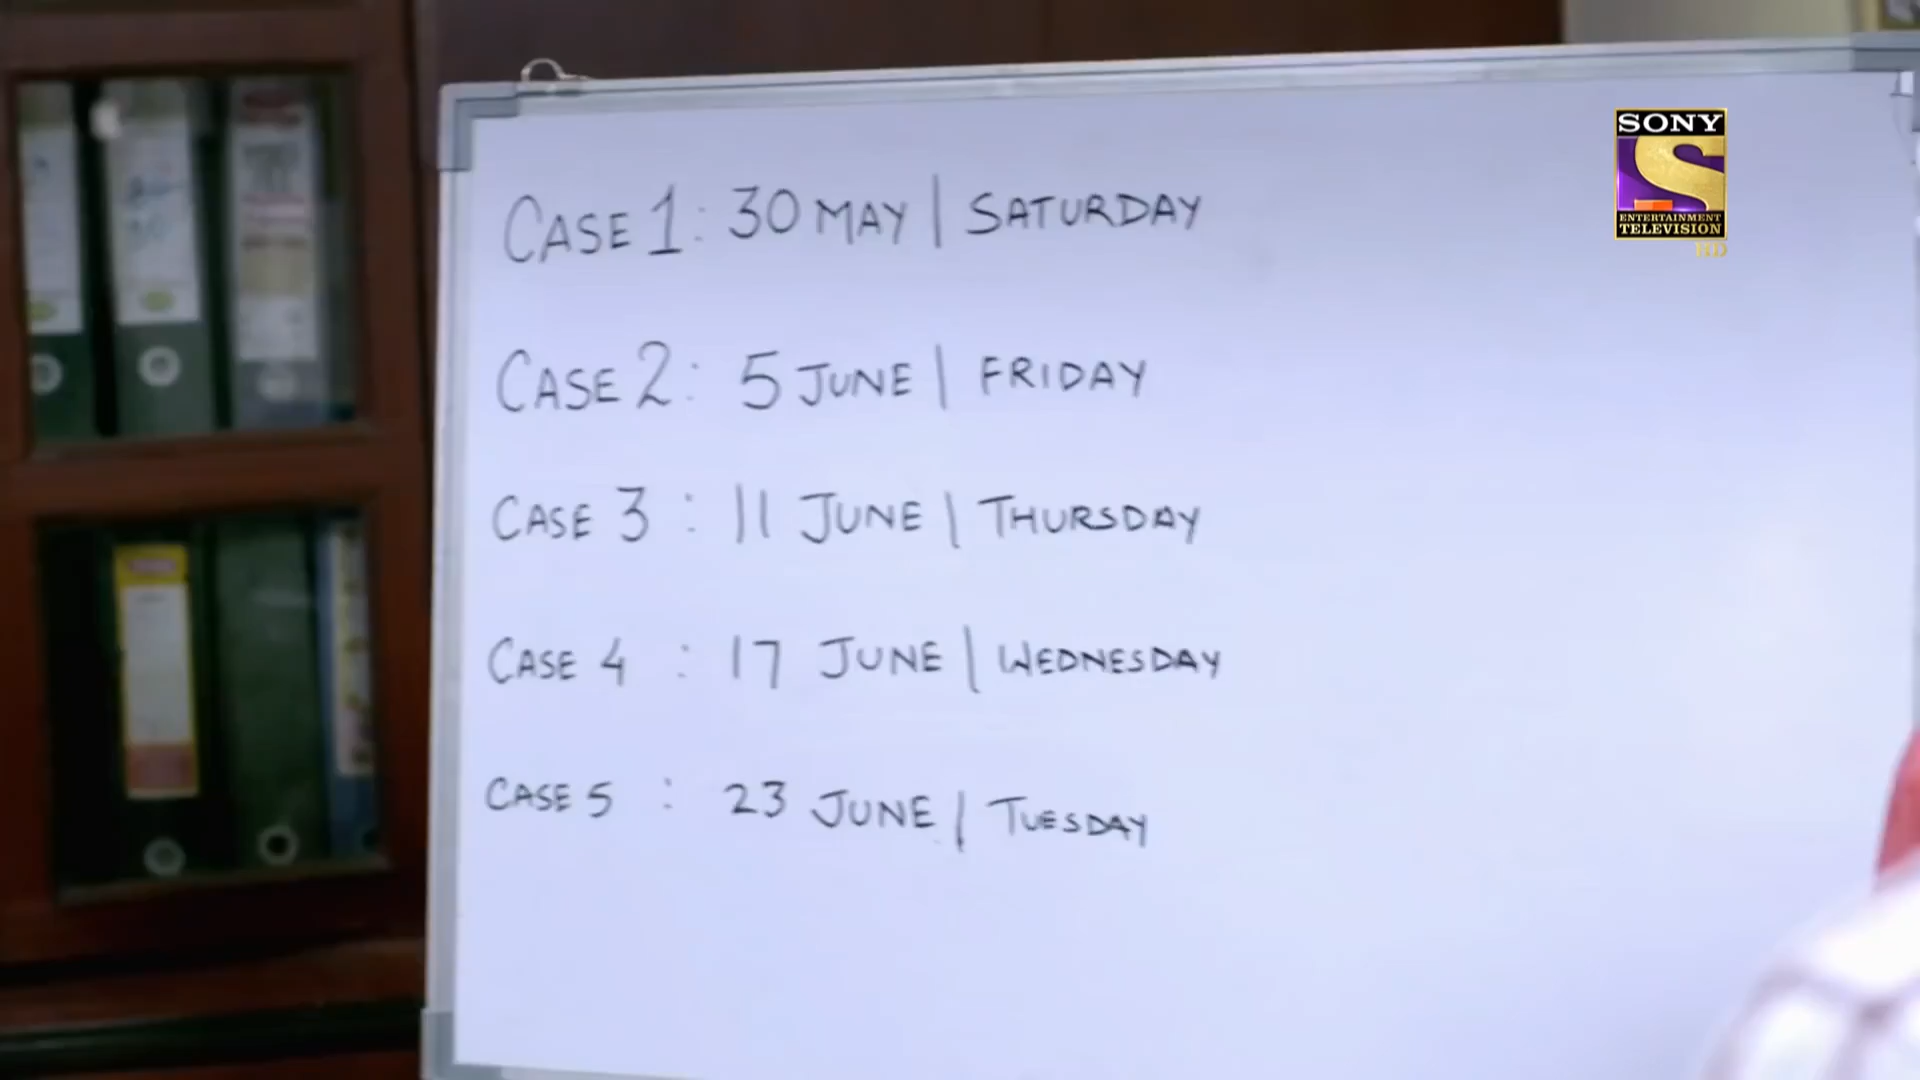 SONY
ENTERTAINMENT
TELEVISION
HD
CASE 1: 30 MAY | SATURDAY
CASE 2: 5 JUNE | FRIDAY
CASE 3 : 11 JUNE | THURSDAY
CASE 4 : 17 JUNE | WEDNESDAY
CASE 5 : 23 JUNE | TUESDAY